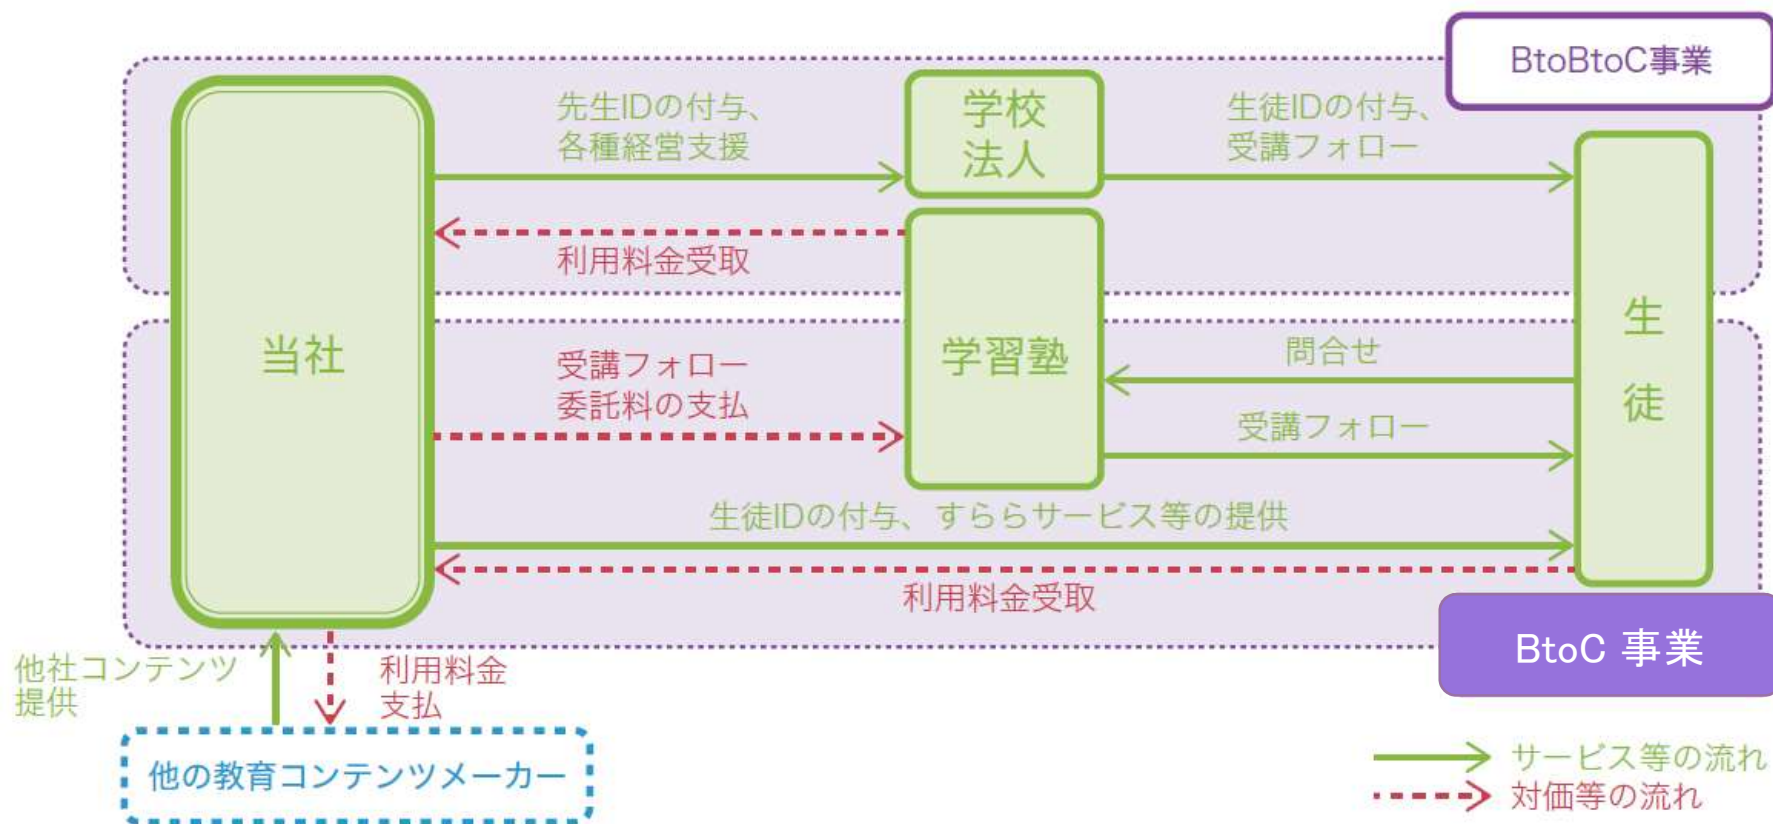 BtoBtoC事業
先生IDの付与、
各種経営支援
学校
法人
生徒IDの付与、
受講フォロー
利用料金受取
当社
学習塾
生
徒
受講フォロー
委託料の支払
問合せ
受講フォロー
生徒IDの付与、すららサービス等の提供
利用料金受取
BtoC 事業
他社コンテンツ
提供
利用料金
支払
他の教育コンテンツメーカー
サービス等の流れ
対価等の流れ